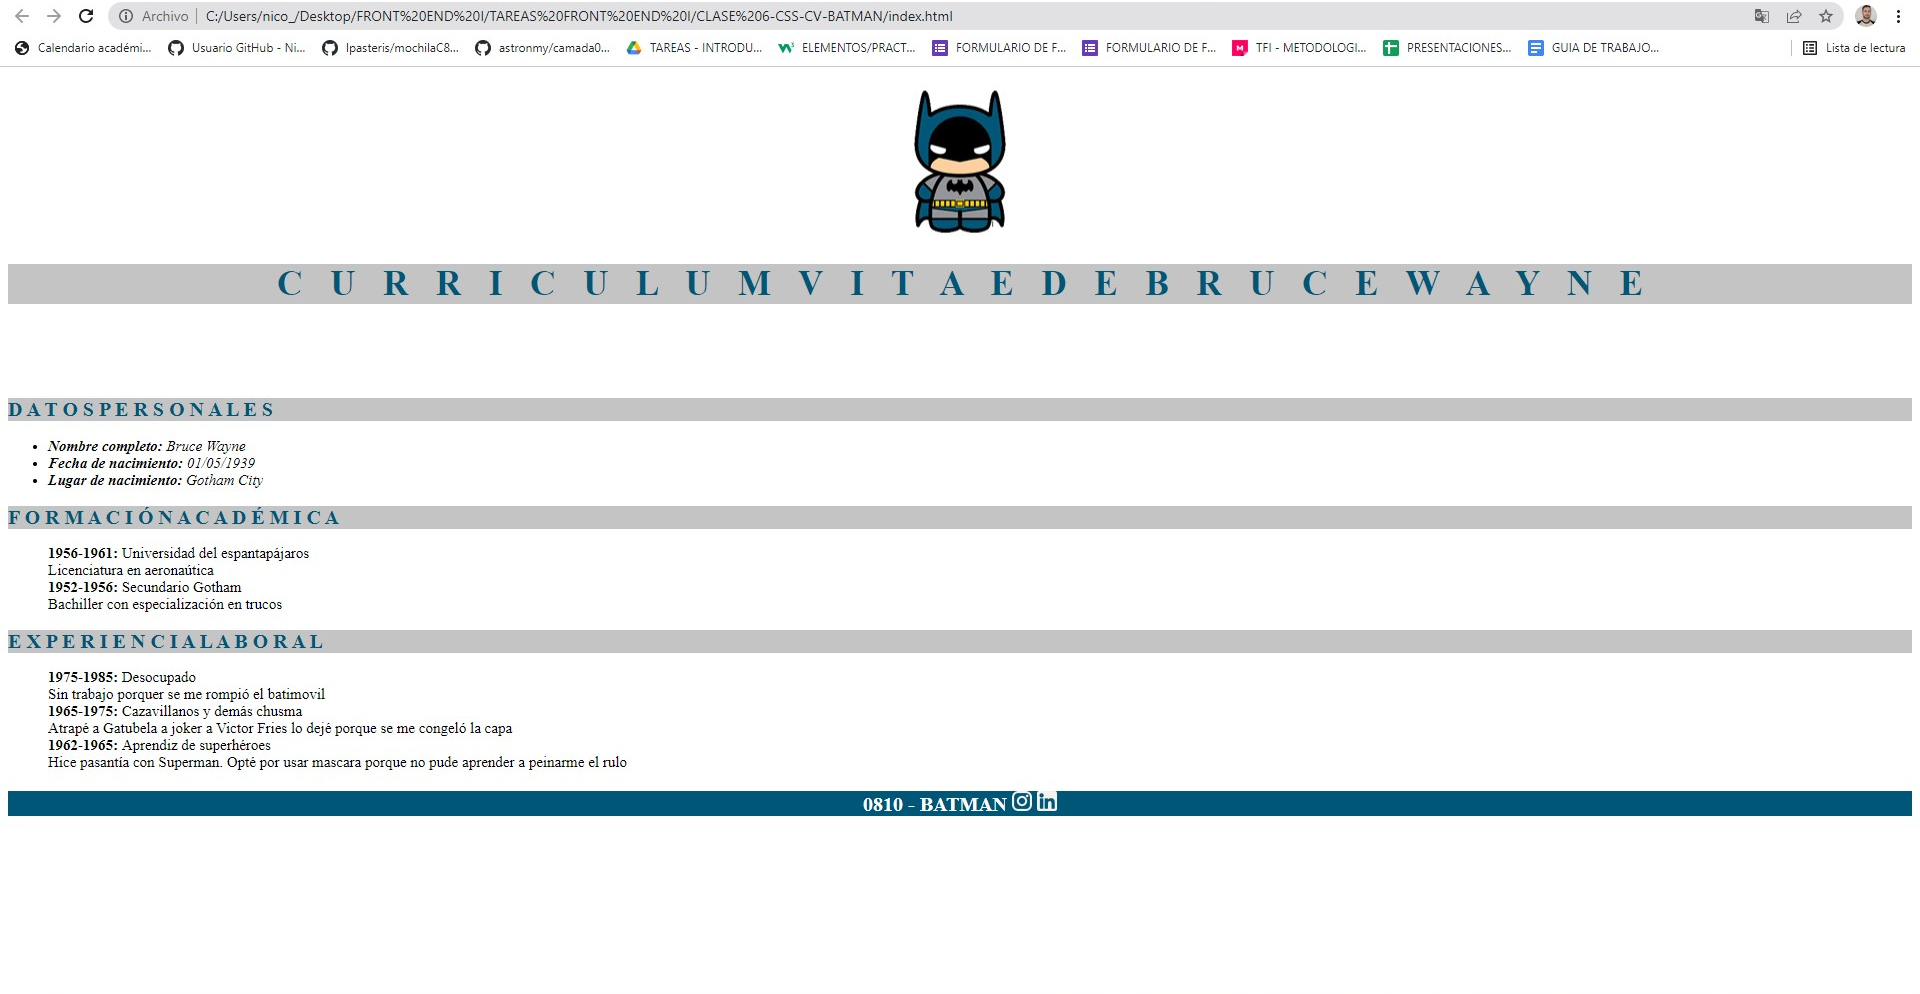 Archivo | C:/Users/nico_/Desktop/FRONT%20END%20I/TAREAS%20FRONT%20END%20I/CLASE%206-CSS-CV-BATMAN/index.html
Calendario académi... Usuario GitHub - Ni... lpasteris/mochilaC8... astronmy/camada0... TAREAS - INTRODU... ELEMENTOS/PRACT... FORMULARIO DE F... FORMULARIO DE F... TFI - METODOLOGI... PRESENTACIONES... GUIA DE TRABAJO... Lista de lectura
C U R R I C U L U M V I T A E D E B R U C E W A Y N E
D A T O S P E R S O N A L E S
• Nombre completo: Bruce Wayne
• Fecha de nacimiento: 01/05/1939
• Lugar de nacimiento: Gotham City
F O R M A C I Ó N A C A D É M I C A
1956-1961: Universidad del espantapájaros
Licenciatura en aeronaútica
1952-1956: Secundario Gotham
Bachiller con especialización en trucos
E X P E R I E N C I A L A B O R A L
1975-1985: Desocupado
Sin trabajo porquer se me rompió el batimovil
1965-1975: Cazavillanos y demás chusma
Atrapé a Gatubela a joker a Victor Fries lo dejé porque se me congeló la capa
1962-1965: Aprendiz de superhéroes
Hice pasantía con Superman. Opté por usar mascara porque no pude aprender a peinarme el rulo
0810 - BATMAN